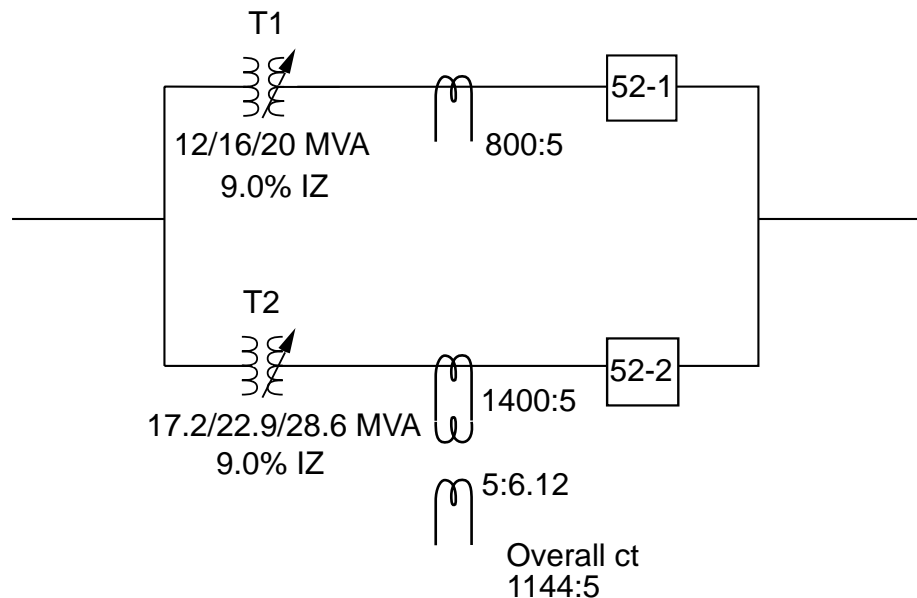 T1
52-1
12/16/20 MVA
9.0% IZ
800:5
T2
52-2
17.2/22.9/28.6 MVA
9.0% IZ
1400:5
5:6.12
Overall ct
1144:5